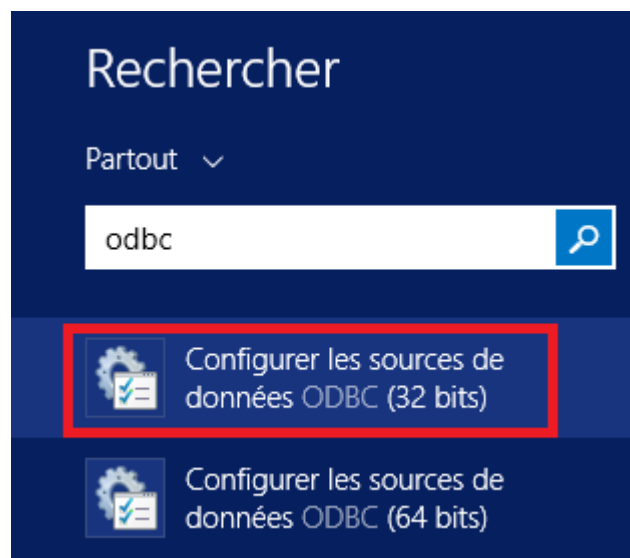 Rechercher
Partout
odbc
Configurer les sources de
données ODBC (32 bits)
Configurer les sources de
données ODBC (64 bits)